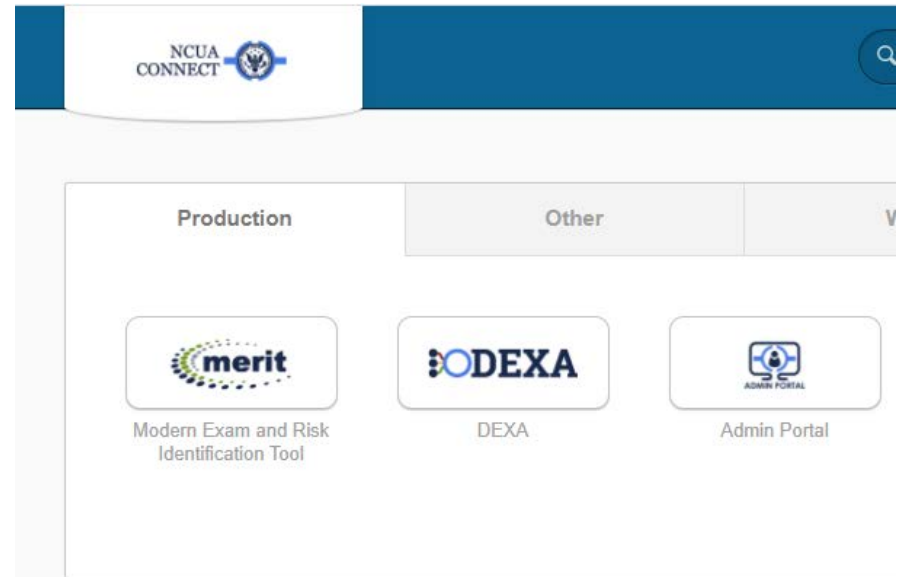 NCUA
CONNECT
Production
Other
merit
DEXA
ADMIN PORTAL
Modern Exam and Risk
Identification Tool
DEXA
Admin Portal